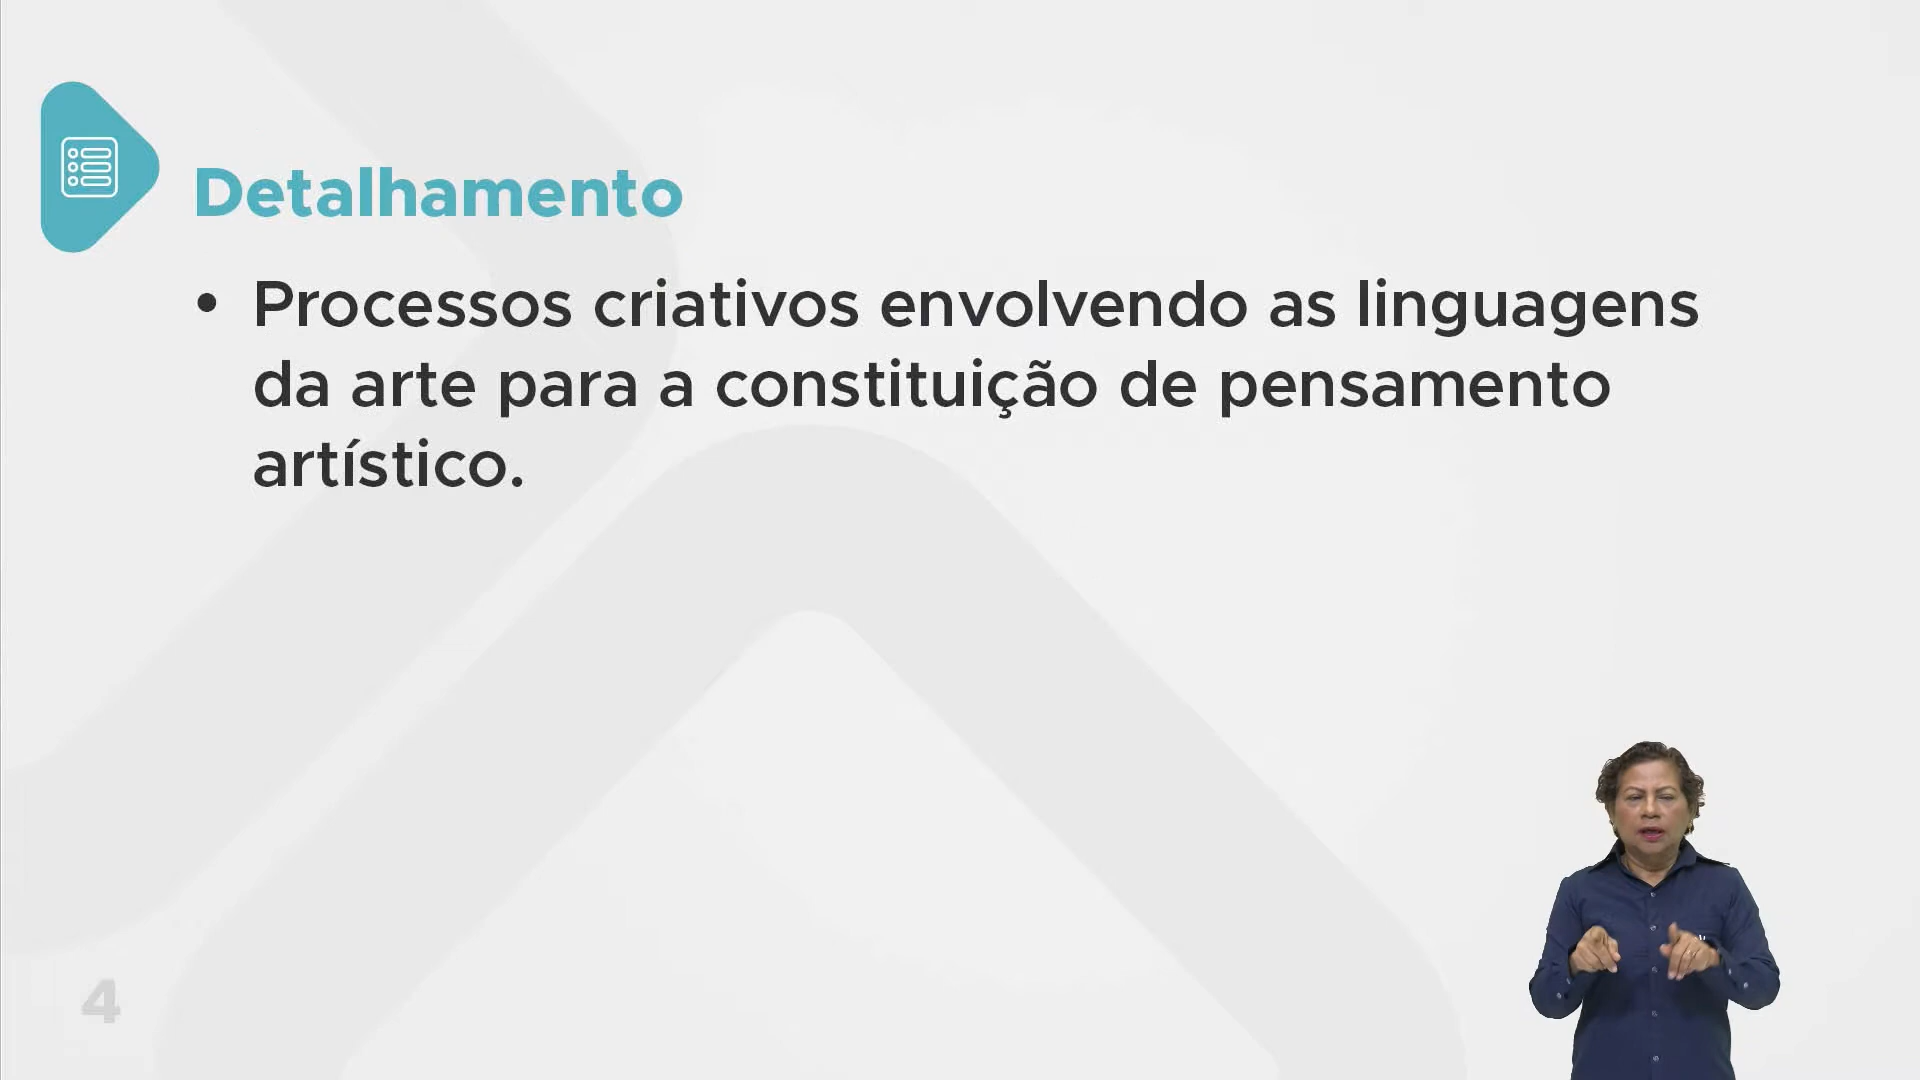 Detalhamento
• Processos criativos envolvendo as linguagens
da arte para a constituição de pensamento
artístico.
4